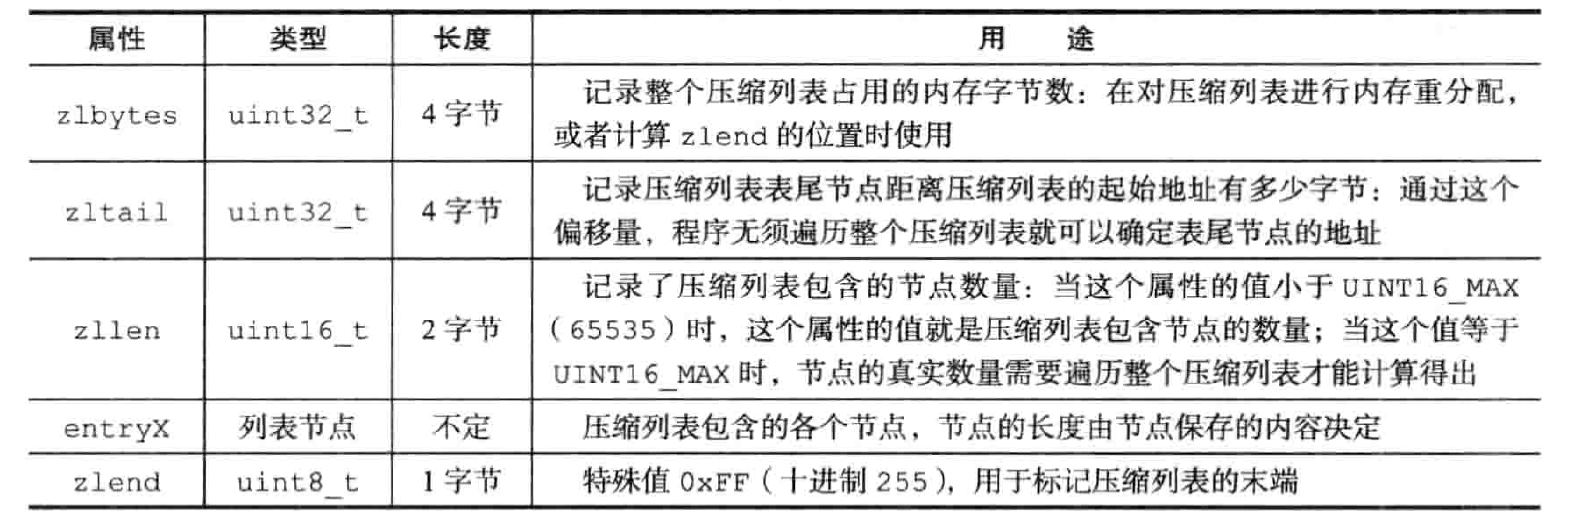 属性 类型 长度 用 途
记录整个压缩列表占用的内存字节数：在对压缩列表进行内存重分配，
zlbytes uint32_t 4字节
或者计算 zlend 的位置时使用
记录压缩列表表尾节点距离压缩列表的起始地址有多少字节：通过这个
zltail uint32_t 4字节
偏移量，程序无须遍历整个压缩列表就可以确定表尾节点的地址
记录了压缩列表包含的节点数量：当这个属性的值小于 UINT16_MAX
zllen uint16_t 2字节 （65535）时，这个属性的值就是压缩列表包含节点的数量；当这个值等于
UINT16_MAX 时，节点的真实数量需要遍历整个压缩列表才能计算得出
entryX 列表节点 不定 压缩列表包含的各个节点，节点的长度由节点保存的内容决定
zlend uint8_t 1字节 特殊值 0xFF（十进制 255），用于标记压缩列表的末端